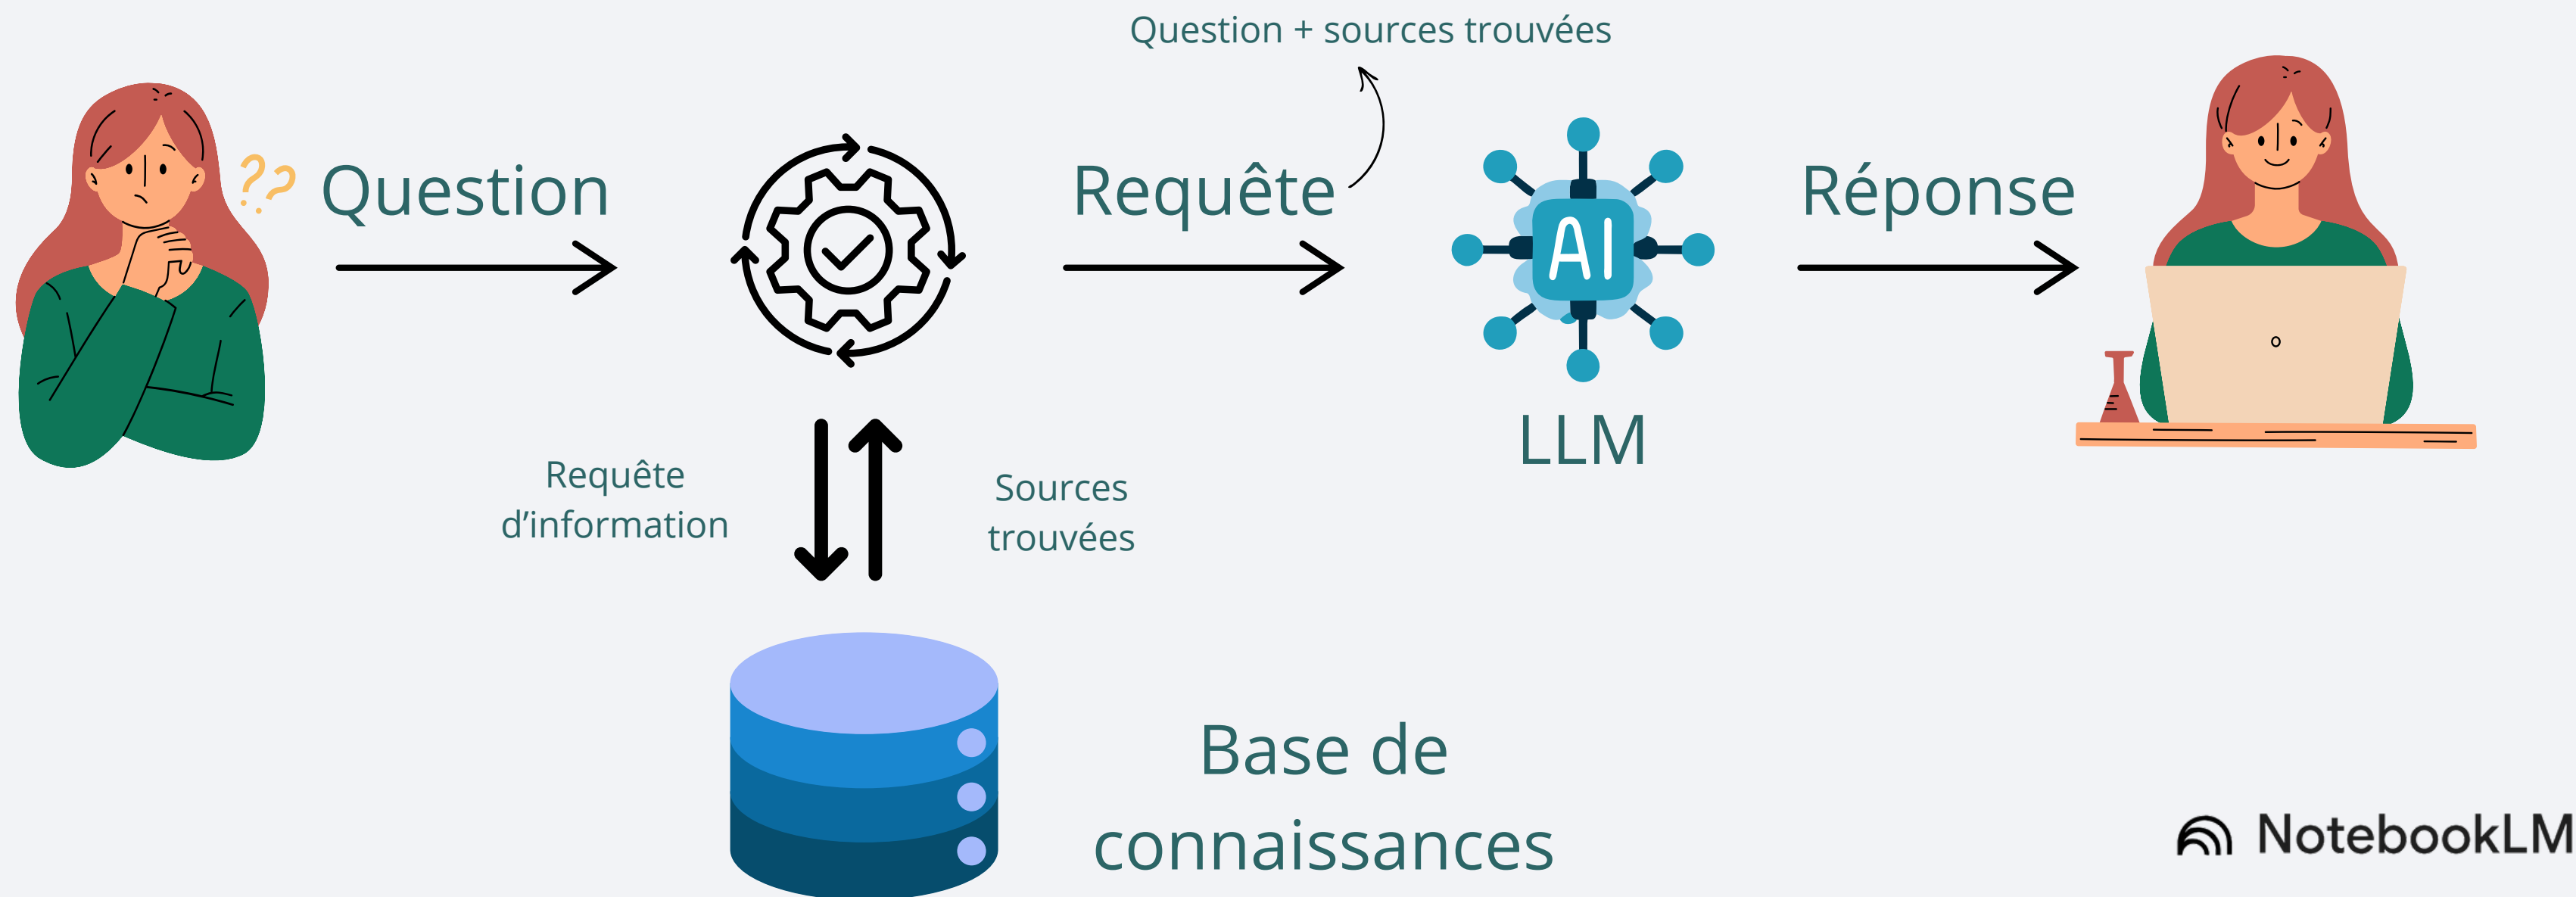 Question + sources trouvées
??
Question
Requête
Réponse
AI
LLM
Requête
d’information
Sources
trouvées
Base de
connaissances
NotebookLM